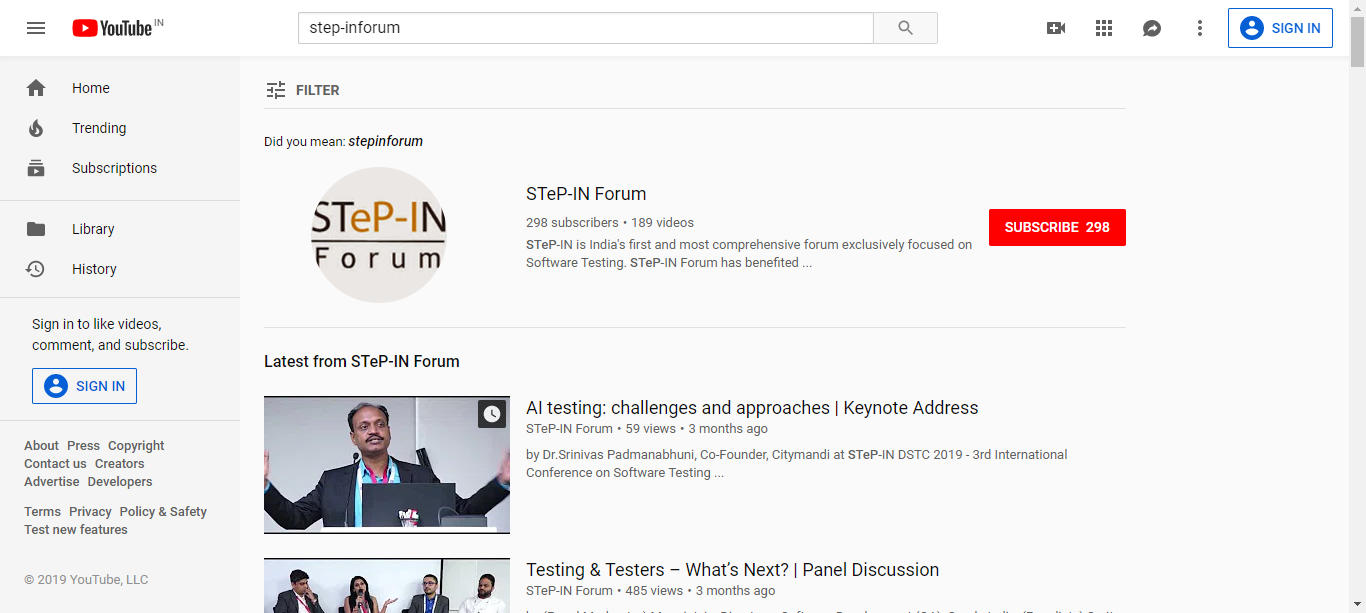 YouTube IN
step-inforum
SIGN IN
Home
Trending
Subscriptions
Library
History
Sign in to like videos,
comment, and subscribe.
SIGN IN
About Press Copyright
Contact us Creators
Advertise Developers
Terms Privacy Policy & Safety
Test new features
© 2019 YouTube, LLC
FILTER
Did you mean: stepinforum
STeP-IN
Forum
STeP-IN Forum
298 subscribers • 189 videos
STeP-IN is India's first and most comprehensive forum exclusively focused on
Software Testing. STeP-IN Forum has benefited ...
SUBSCRIBE 298
Latest from STeP-IN Forum
AI testing: challenges and approaches | Keynote Address
STeP-IN Forum • 59 views • 3 months ago
by Dr.Srinivas Padmanabhuni, Co-Founder, Citymandi at STeP-IN DSTC 2019 - 3rd International
Conference on Software Testing ...
Testing & Testers – What's Next? | Panel Discussion
STeP-IN Forum • 485 views • 3 months ago